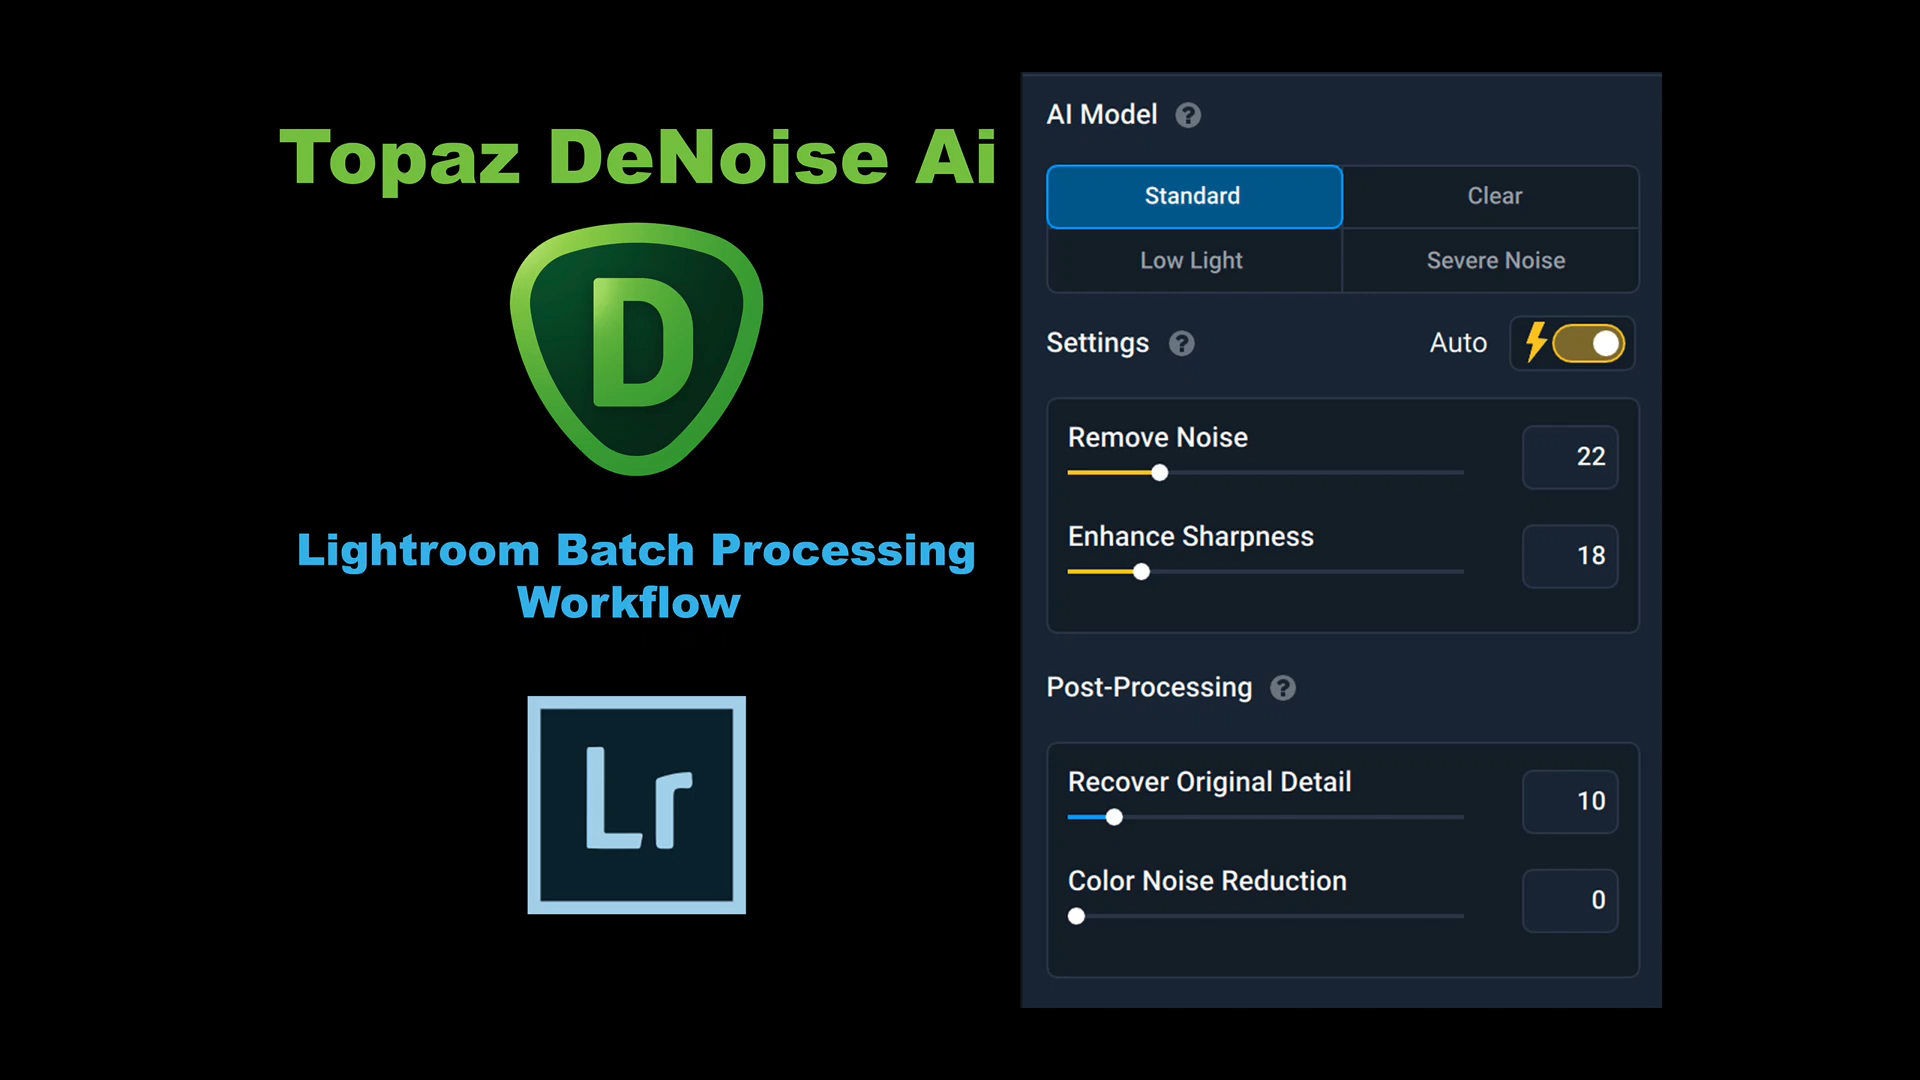 Topaz DeNoise Ai
D
Lightroom Batch Processing
Workflow
Lr
AI Model ?
Standard Clear
Low Light Severe Noise
Settings ? Auto
Remove Noise 22
Enhance Sharpness 18
Post-Processing ?
Recover Original Detail 10
Color Noise Reduction 0